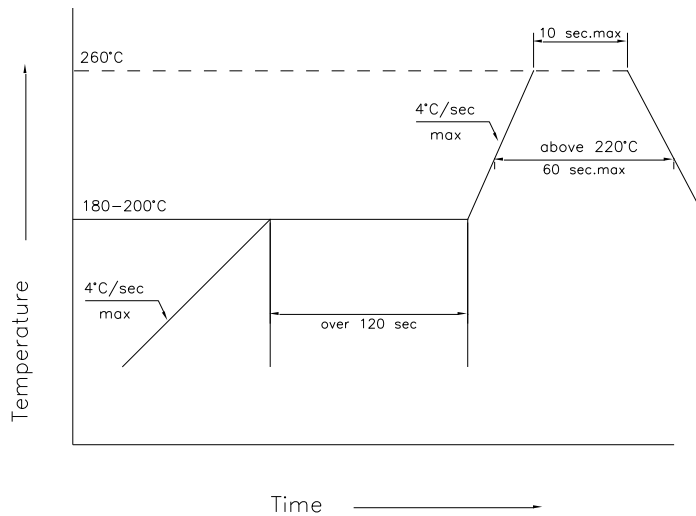 10 sec.max
260°C
4°C/sec
max
above 220°C
60 sec.max
180-200°C
4°C/sec
max
over 120 sec
Temperature
Time